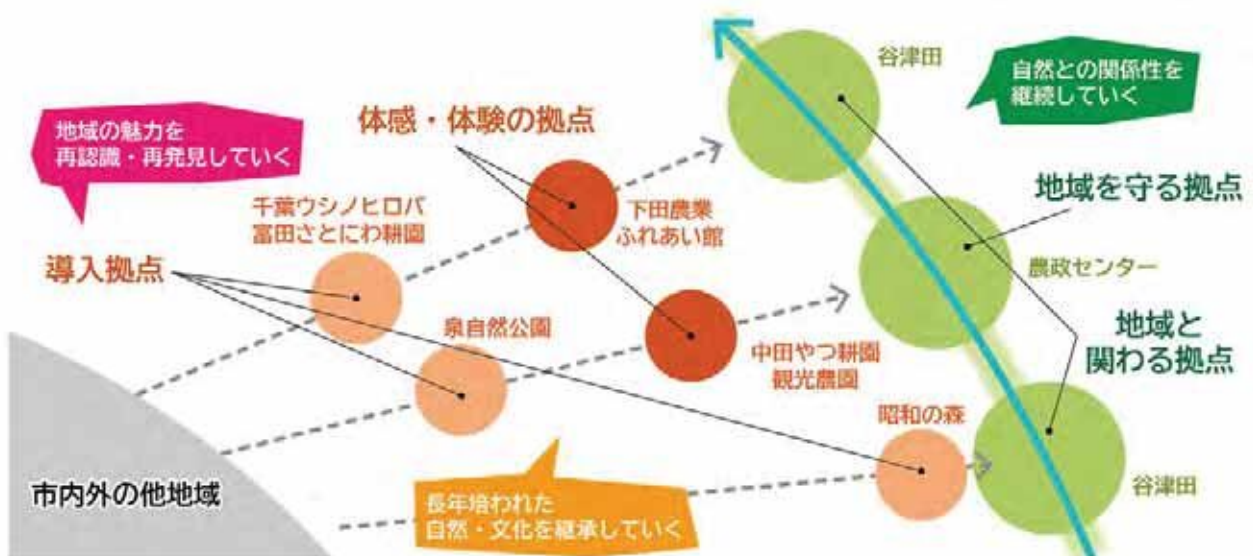 谷津田
自然との関係性を
継続していく
地域の魅力を
再認識・再発見していく
体感・体験の拠点
千葉ウシノヒロバ
富田さとにわ耕園
下田農業
ふれあい館
地域を守る拠点
導入拠点
農政センター
泉自然公園
中田やつ耕園
観光農園
地域と
関わる拠点
昭和の森
市内外の他地域
長年培われた
自然・文化を継承していく
谷津田